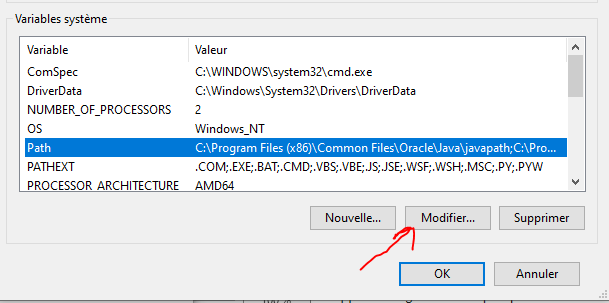 Variables système
Variable Valeur
ComSpec C:\WINDOWS\system32\cmd.exe
DriverData C:\Windows\System32\Drivers\DriverData
NUMBER_OF_PROCESSORS 2
OS Windows_NT
Path C:\Program Files (x86)\Common Files\Oracle\Java\javapath;C:\Pro...
PATHEXT .COM;.EXE;.BAT;.CMD;.VBS;.VBE;.JS;.JSE;.WSF;.WSH;.MSC;.PY;.PYW
PROCESSOR_ARCHITECTURE AMD64
Nouvelle... Modifier... Supprimer
OK Annuler